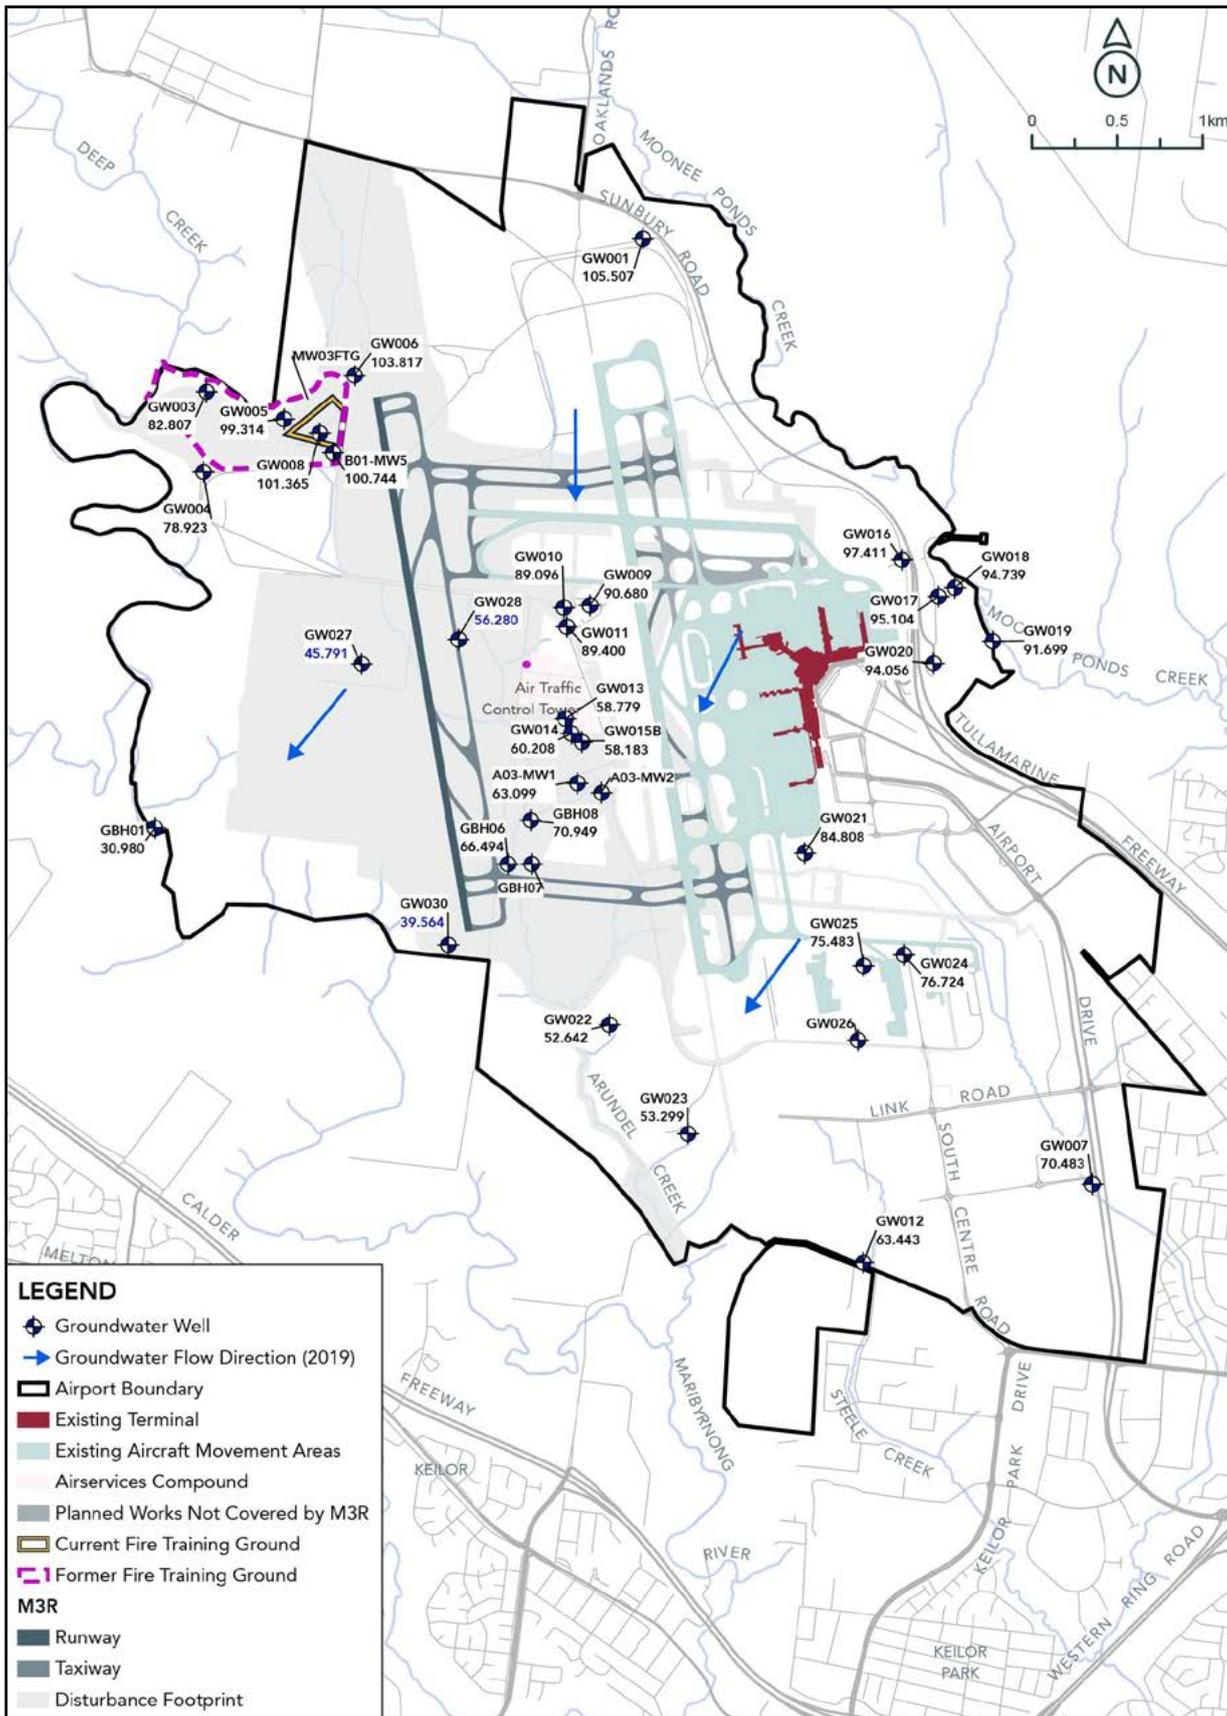 N
0 0.5 1km
OAKLANDS RO
MOONEE PONDS
CREEK
DEEP
CREEK
SUNBURY
ROAD
GW001
105.507
GW006
103.817
MW03FTG
GW003
82.807
GW005
99.314
GW008
101.365
B01-MW5
100.744
GW004
78.923
GW016
97.411
GW018
94.739
GW010
89.096
GW009
90.680
GW017
95.104
GW028
56.280
GW011
89.400
MOO
GW019
91.699
PONDS CREEK
GW027
45.791
GW020
94.056
Air Traffic
Control Tower
GW013
58.779
GW014
60.208
GW015B
58.183
TULLAMARINE
FREEWAY
A03-MW1
63.099
A03-MW2
GBH08
70.949
GBH01
30.980
GBH06
66.494
GW021
84.808
AIRPORT
DRIVE
GBH07
GW030
39.564
GW025
75.483
GW024
76.724
GW022
52.642
GW026
ARUNDEL
CREEK
GW023
53.299
LINK ROAD
SOUTH
CENTRE
ROAD
GW007
70.483
CALDER
FREEWAY
MELTON
GW012
63.443
MARIBYRNONG
RIVER
STEELE
CREEK
KEILOR
KEILOR PARK DRIVE
KEILOR
PARK
WESTERN RING ROAD
LEGEND
Groundwater Well
Groundwater Flow Direction (2019)
Airport Boundary
Existing Terminal
Existing Aircraft Movement Areas
Airservices Compound
Planned Works Not Covered by M3R
Current Fire Training Ground
Former Fire Training Ground
M3R
Runway
Taxiway
Disturbance Footprint